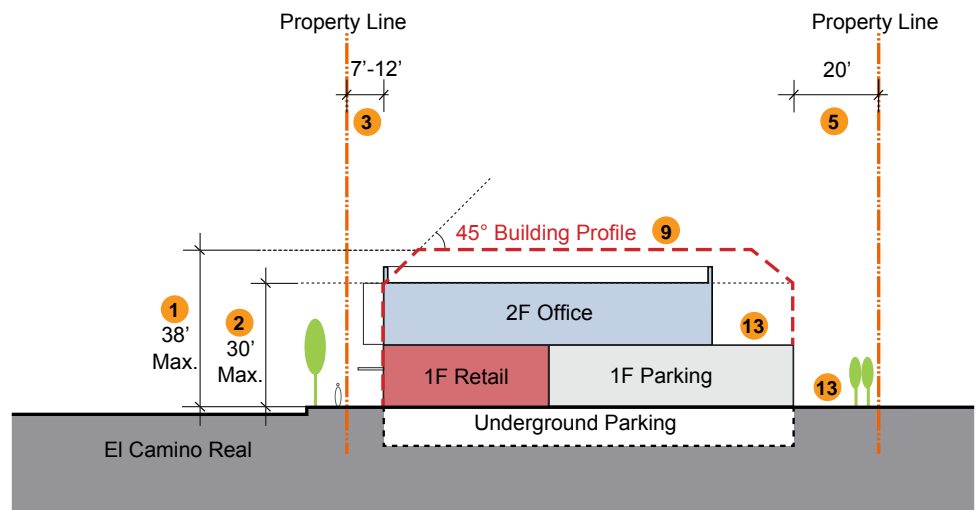 Property Line
Property Line
7'-12'
20'
3
5
45° Building Profile
9
1
38'
Max.
2
30'
Max.
2F Office
13
1F Retail
1F Parking
13
Underground Parking
El Camino Real